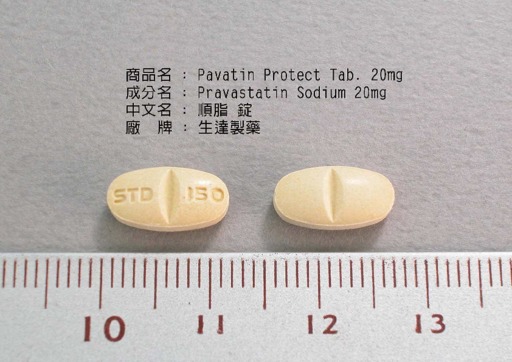 商品名 : Pavatin Protect Tab. 20mg
成分名 : Pravastatin Sodium 20mg
中文名 : 順脂 錠
廠　牌 : 生達製藥
STD 150
10 11 12 13